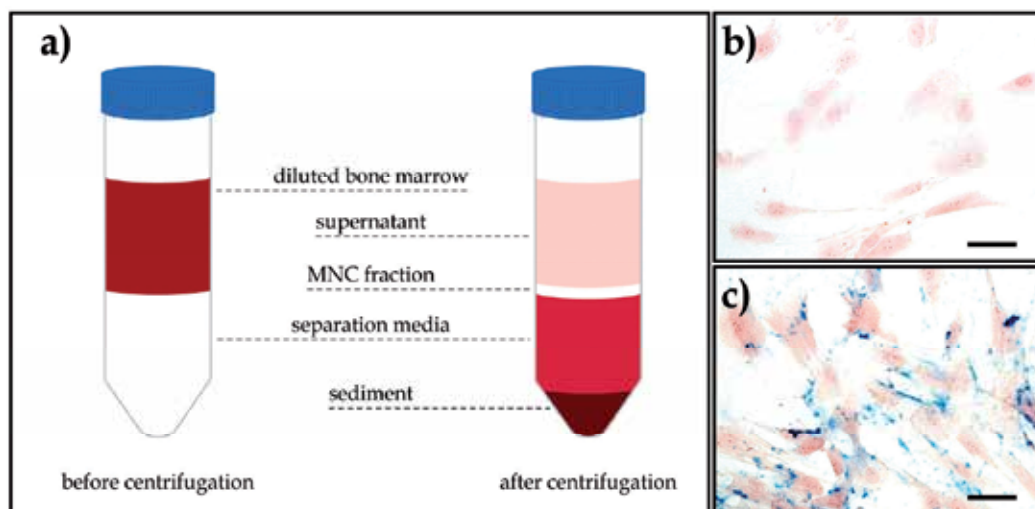 a)
diluted bone marrow
supernatant
MNC fraction
separation media
sediment
before centrifugation
after centrifugation
b)
c)